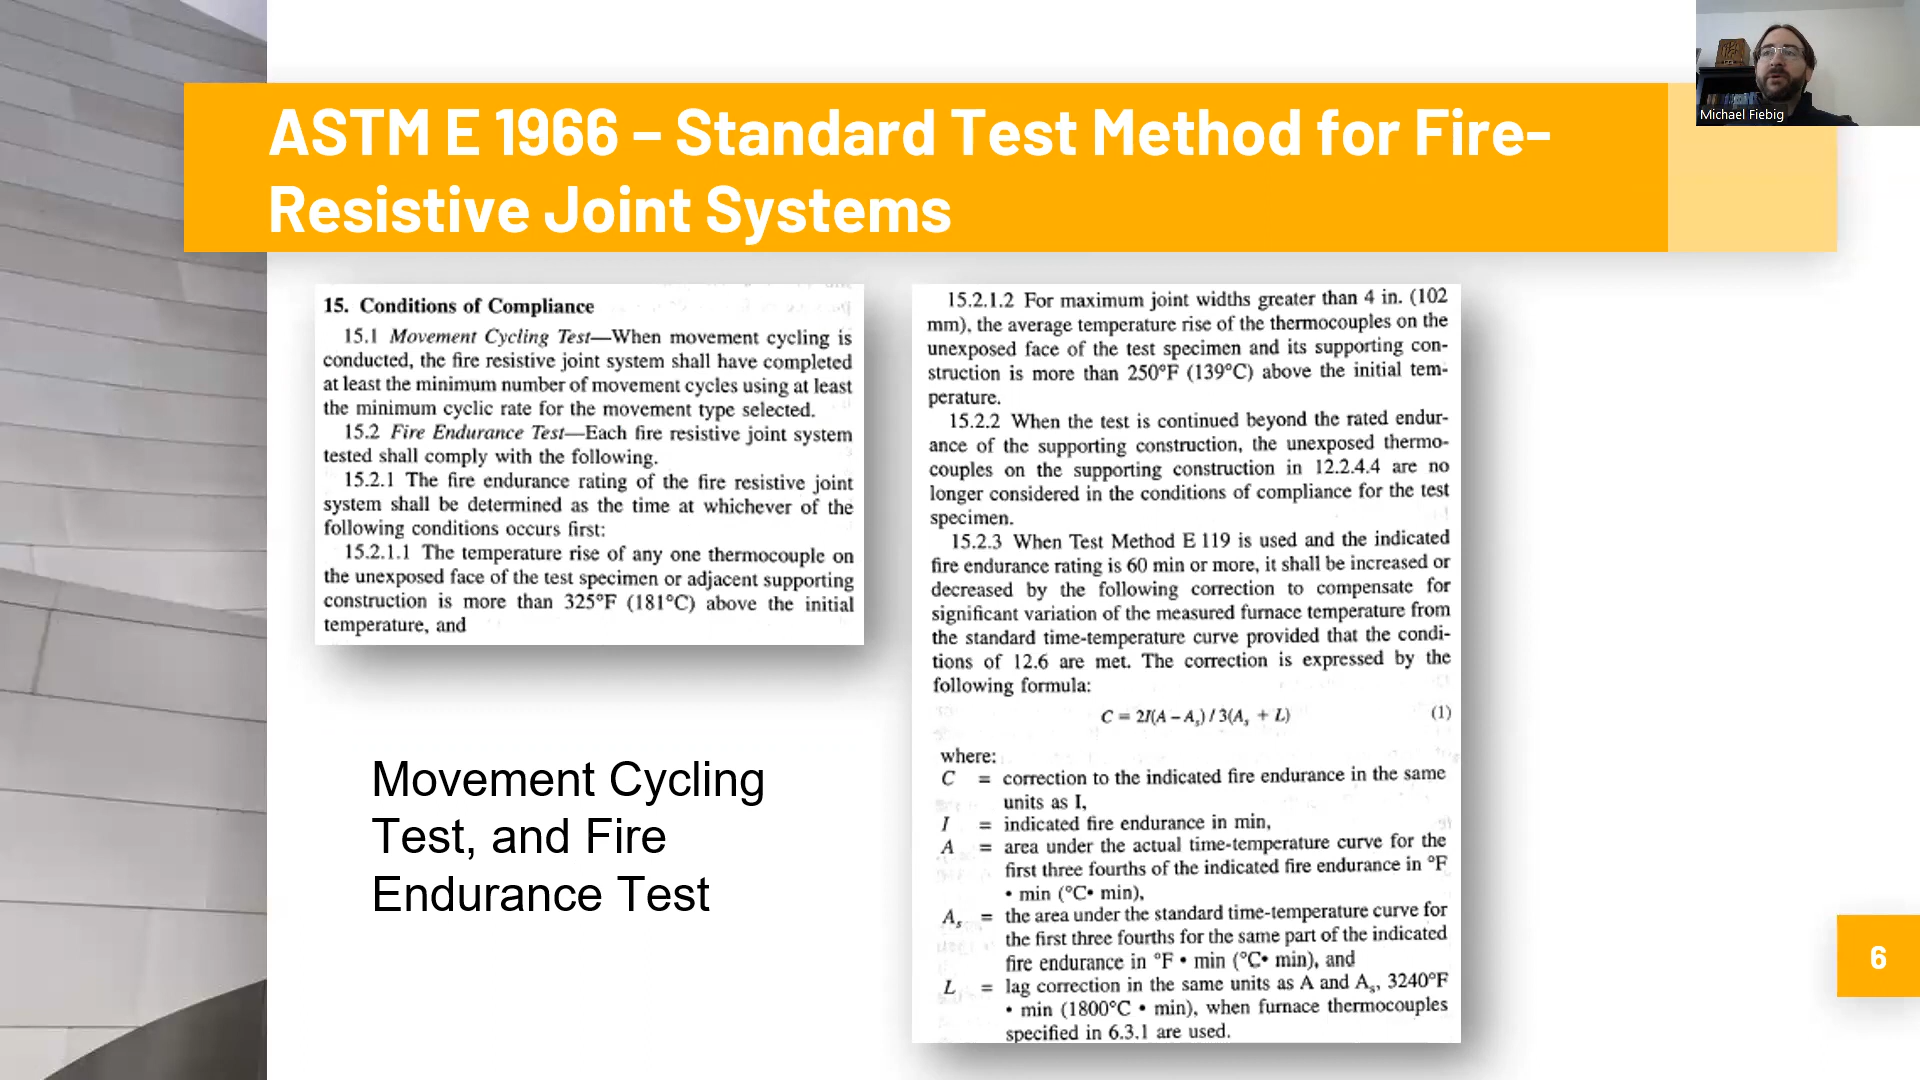 Michael Fiebig
ASTM E 1966 – Standard Test Method for Fire-
Resistive Joint Systems
15. Conditions of Compliance
15.1 Movement Cycling Test—When movement cycling is
conducted, the fire resistive joint system shall have completed
at least the minimum number of movement cycles using at least
the minimum cyclic rate for the movement type selected.
15.2 Fire Endurance Test—Each fire resistive joint system
tested shall comply with the following.
15.2.1 The fire endurance rating of the fire resistive joint
system shall be determined as the time at whichever of the
following conditions occurs first:
15.2.1.1 The temperature rise of any one thermocouple on
the unexposed face of the test specimen or adjacent supporting
construction is more than 325°F (181°C) above the initial
temperature, and
Movement Cycling
Test, and Fire
Endurance Test
15.2.1.2 For maximum joint widths greater than 4 in. (102
mm), the average temperature rise of the thermocouples on the
unexposed face of the test specimen and its supporting con-
struction is more than 250°F (139°C) above the initial tem-
perature.
15.2.2 When the test is continued beyond the rated endur-
ance of the supporting construction, the unexposed thermo-
couples on the supporting construction in 12.2.4.4 are no
longer considered in the conditions of compliance for the test
specimen.
15.2.3 When Test Method E 119 is used and the indicated
fire endurance rating is 60 min or more, it shall be increased or
decreased by the following correction to compensate for
significant variation of the measured furnace temperature from
the standard time-temperature curve provided that the condi-
tions of 12.6 are met. The correction is expressed by the
following formula:
C = 2I(A – Aₛ) / 3(Aₛ + L) (1)
where:
C = correction to the indicated fire endurance in the same
units as I,
I = indicated fire endurance in min,
A = area under the actual time-temperature curve for the
first three fourths of the indicated fire endurance in °F
• min (°C• min),
Aₛ = the area under the standard time-temperature curve for
the first three fourths for the same part of the indicated
fire endurance in °F • min (°C• min), and
L = lag correction in the same units as A and Aₛ, 3240°F
• min (1800°C • min), when furnace thermocouples
specified in 6.3.1 are used.
6